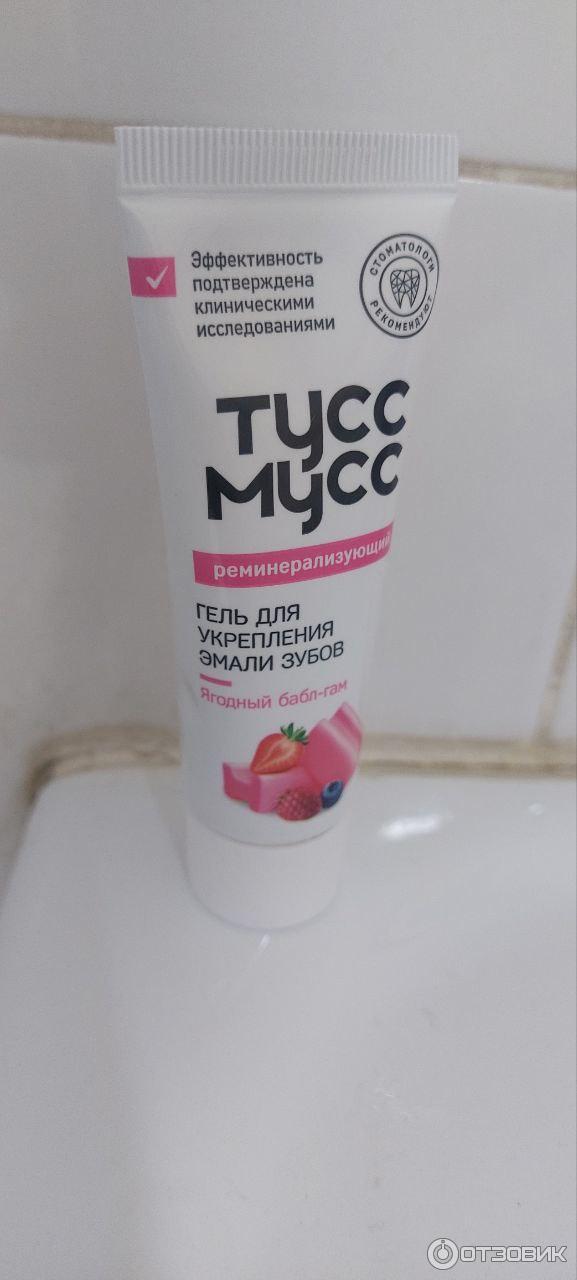 Эффективность
подтверждена
клиническими
исследованиями
СТОМАТОЛОГИ
РЕКОМЕНДУЮТ
ТУСС
МУСС
реминерализующий
ГЕЛЬ ДЛЯ
УКРЕПЛЕНИЯ
ЭМАЛИ ЗУБОВ
Ягодный бабл-гам
ОТЗОВИК